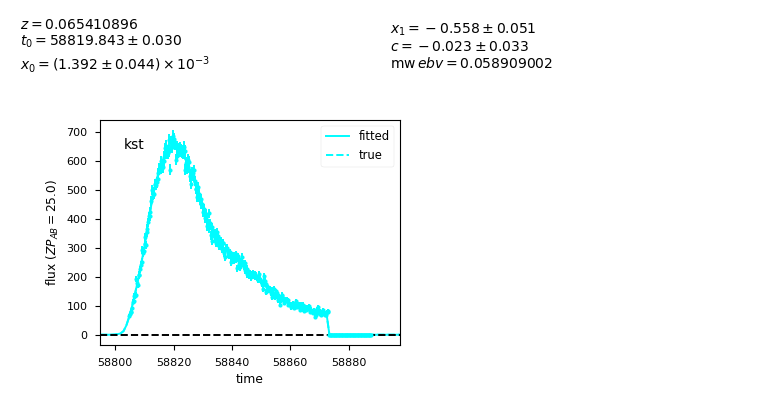 z = 0.065410896
t₀ = 58819.843 ± 0.030
x₀ = (1.392 ± 0.044) × 10⁻³
x₁ = −0.558 ± 0.051
c = −0.023 ± 0.033
mw ebv = 0.058909002
kst
fitted
true
700
600
500
400
300
200
100
0
flux (ZP_AB = 25.0)
58800 58820 58840 58860 58880
time